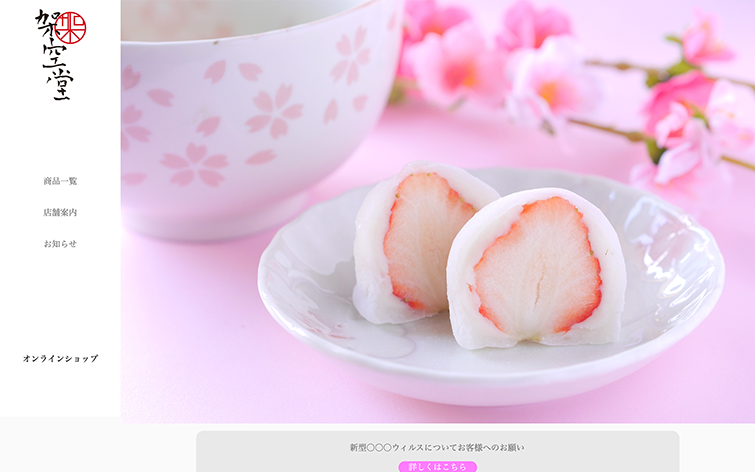 架空堂
商品一覧
店舗案内
お知らせ
オンラインショップ
新型〇〇〇ウィルスについてお客様へのお願い
詳しくはこちら